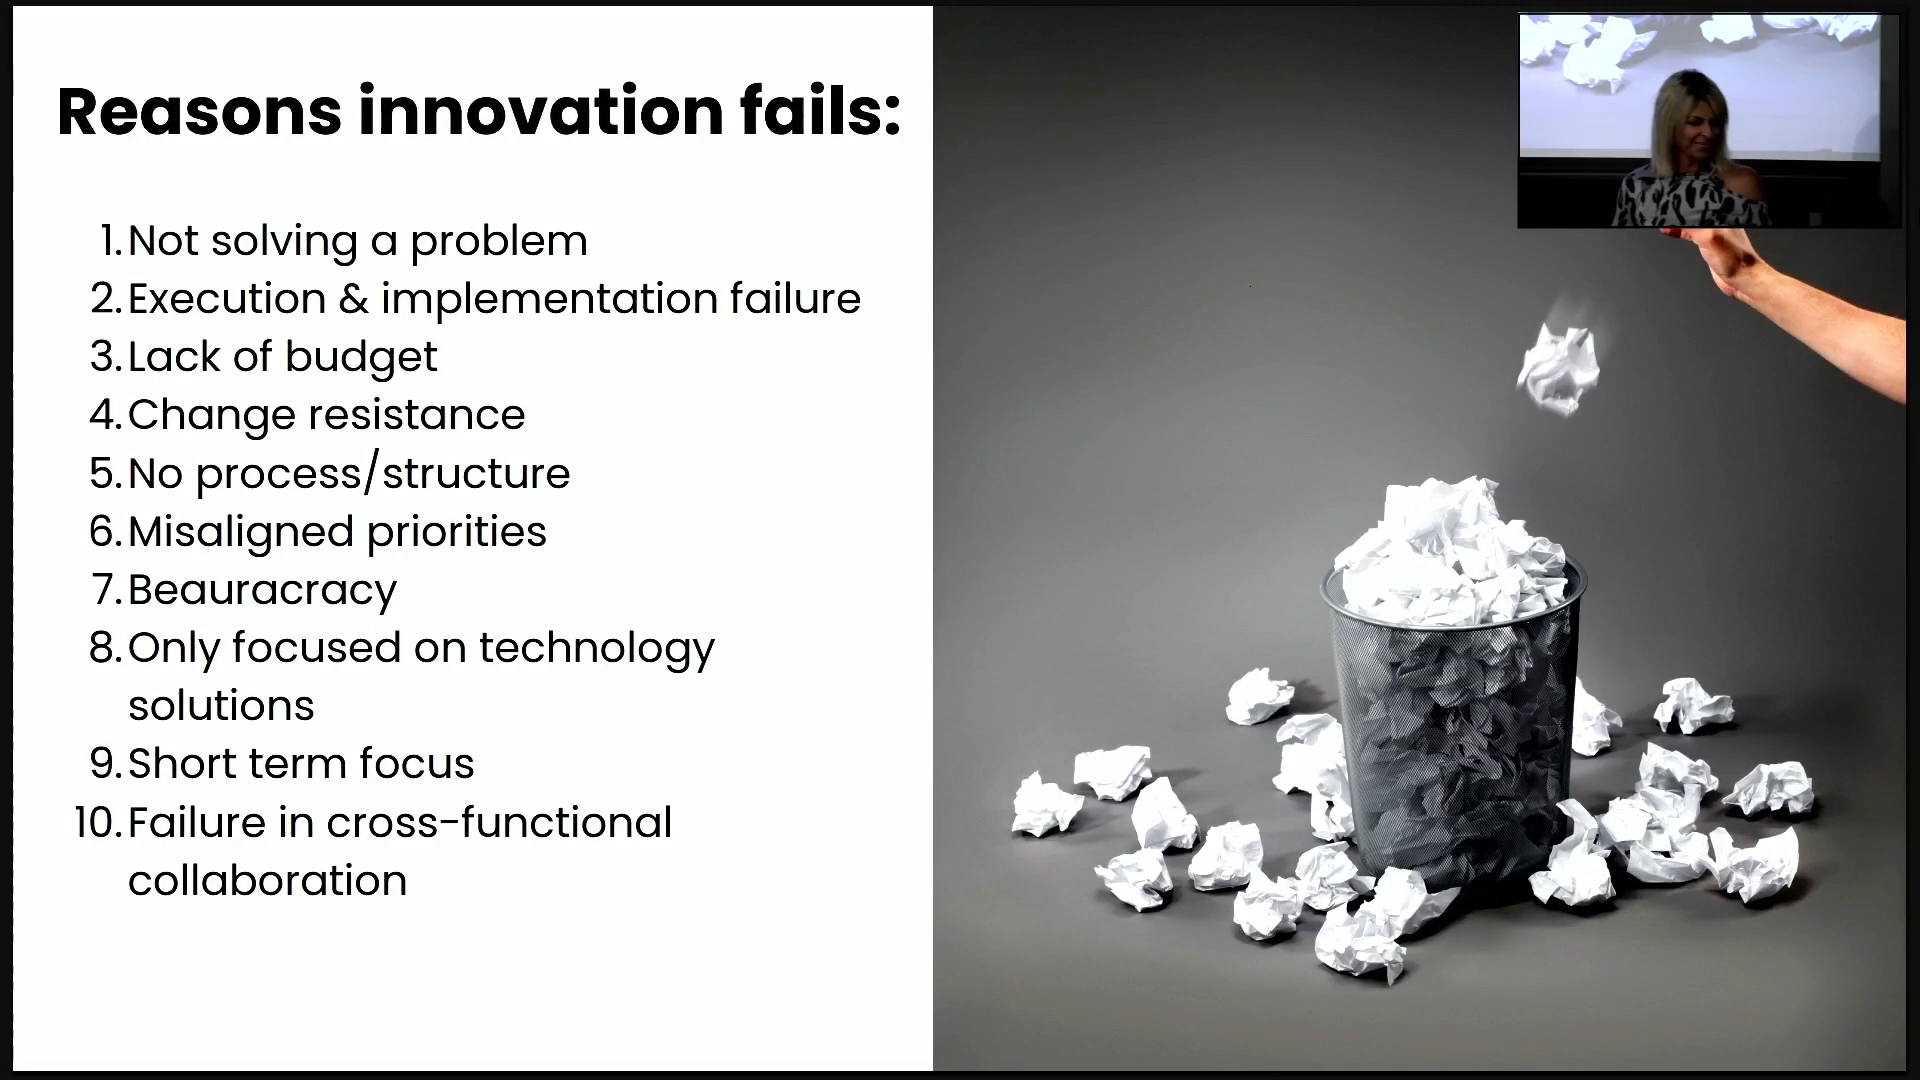 Reasons innovation fails:
1. Not solving a problem
2. Execution & implementation failure
3. Lack of budget
4. Change resistance
5. No process/structure
6. Misaligned priorities
7. Beauracracy
8. Only focused on technology
solutions
9. Short term focus
10. Failure in cross-functional
collaboration